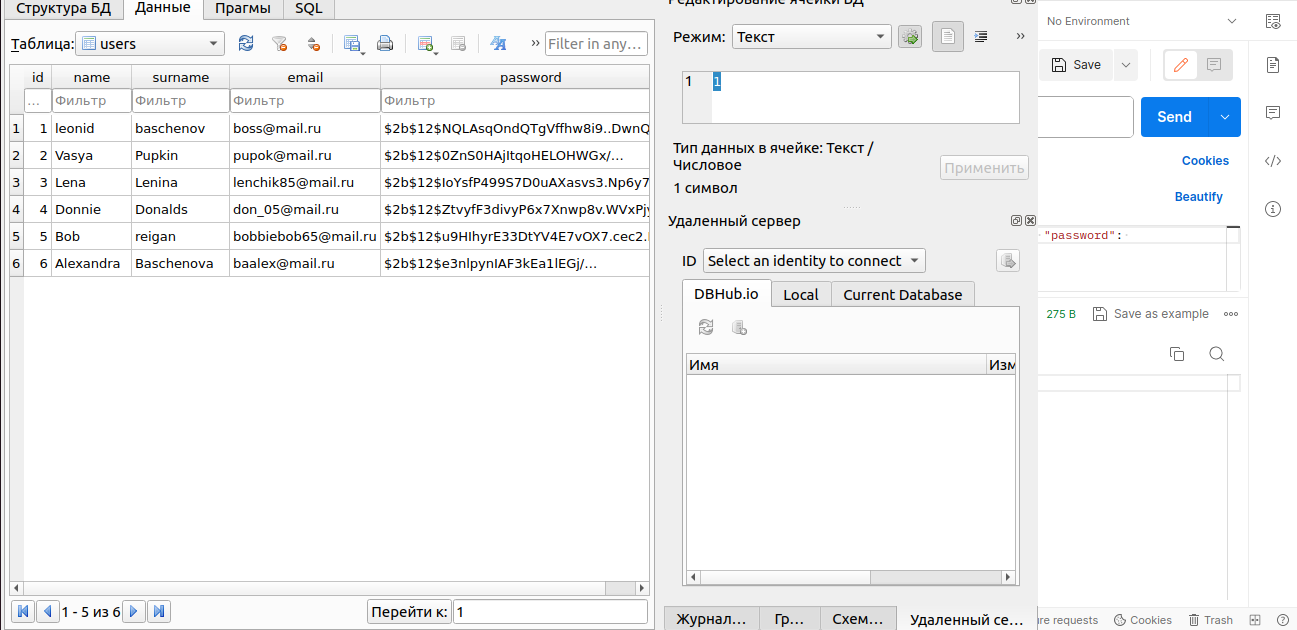 Структура БД Данные Прагмы SQL
Таблица: users
» Filter in any...
id name surname email password
... Фильтр Фильтр Фильтр Фильтр
1 1 leonid baschenov boss@mail.ru $2b$12$NQLAsqOndQTgVffhw8i9..DwnQ
2 2 Vasya Pupkin pupok@mail.ru $2b$12$0ZnS0HAjItqoHELOHWGx/...
3 3 Lena Lenina lenchik85@mail.ru $2b$12$IoYsfP499S7D0uAXasvs3.Np6y7
4 4 Donnie Donalds don_05@mail.ru $2b$12$ZtvyfF3divyP6x7Xnwp8v.WVxPjy
5 5 Bob reigan bobbiebob65@mail.ru $2b$12$u9HIhyrE33DtYV4E7vOX7.cec2.
6 6 Alexandra Baschenova baalex@mail.ru $2b$12$e3nlpynIAF3kEa1lEGj/...
1 - 5 из 6
Перейти к: 1
Редактирование ячейки БД
Режим: Текст »
1 1
Тип данных в ячейке: Текст /
Числовое
1 символ
Применить
Удаленный сервер
ID Select an identity to connect
DBHub.io Local Current Database
Имя Изм
Журнал... Гр... Схем... Удаленный се...
No Environment
Save
Send
Cookies
Beautify
"password":
275 B Save as example
re requests Cookies Trash